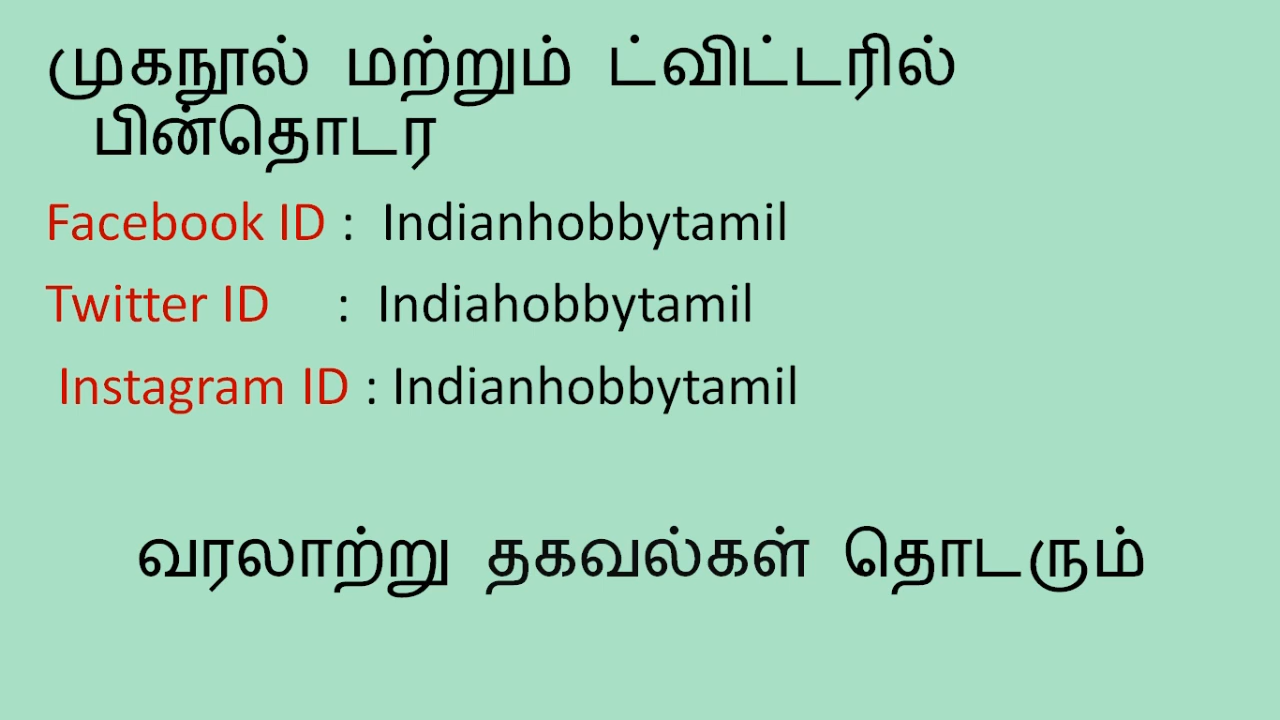 முகநூல் மற்றும் ட்விட்டரில்
பின்தொடர
Facebook ID : Indianhobbytamil
Twitter ID : Indiahobbytamil
Instagram ID : Indianhobbytamil
வரலாற்று தகவல்கள் தொடரும்